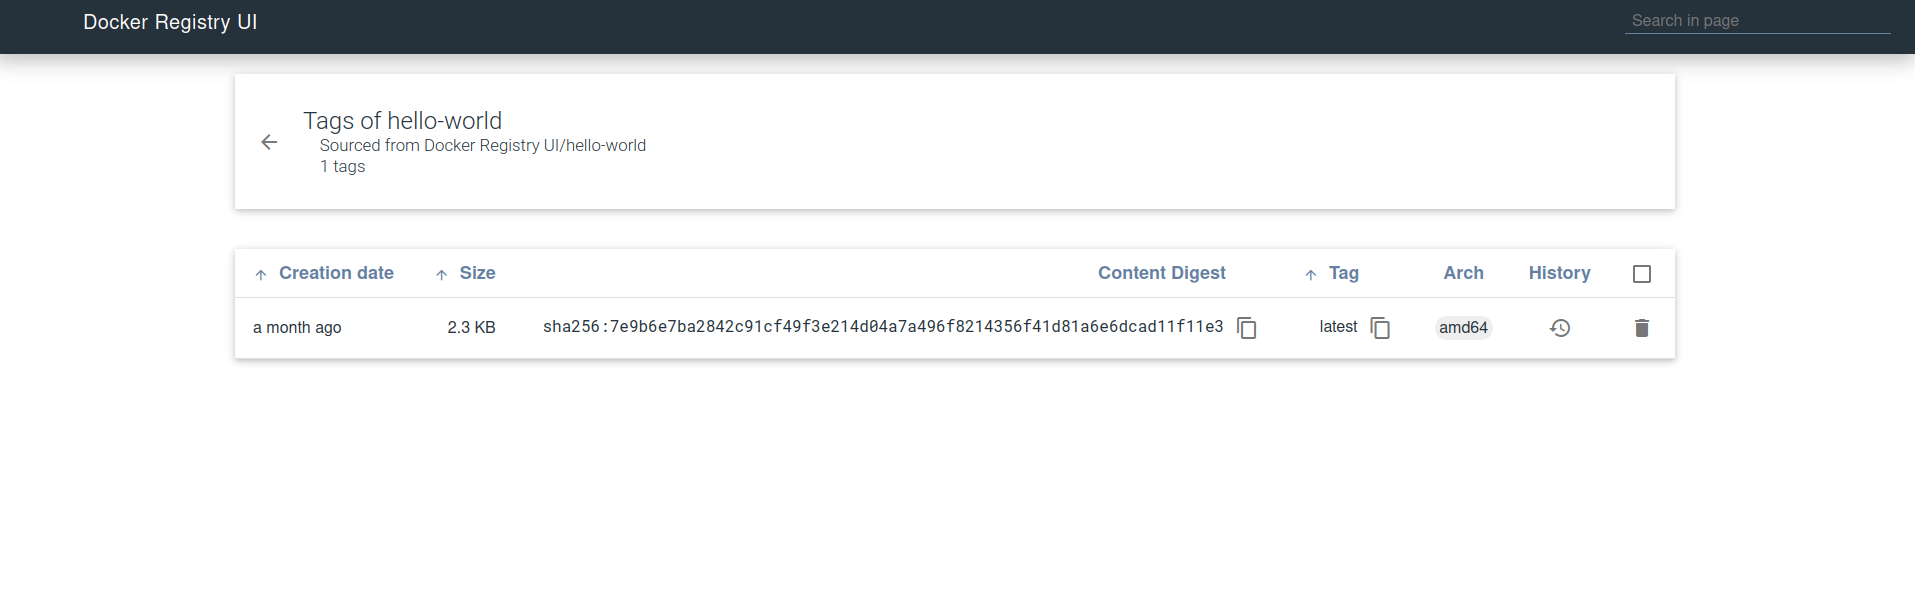 Docker Registry UI
Search in page
Tags of hello-world
Sourced from Docker Registry UI/hello-world
1 tags
Creation date Size Content Digest Tag Arch History
a month ago 2.3 KB sha256:7e9b6e7ba2842c91cf49f3e214d04a7a496f8214356f41d81a6e6dcad11f11e3 latest amd64